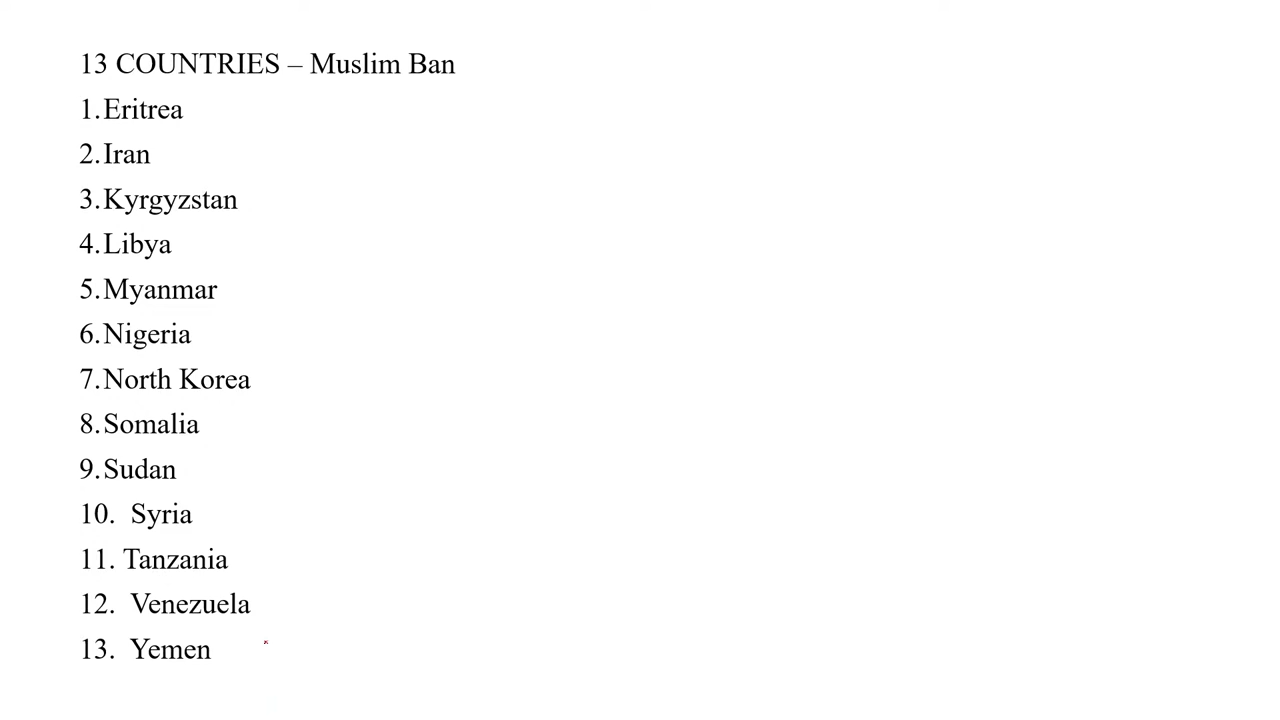 13 COUNTRIES – Muslim Ban
1.Eritrea
2.Iran
3.Kyrgyzstan
4.Libya
5.Myanmar
6.Nigeria
7.North Korea
8.Somalia
9.Sudan
10. Syria
11. Tanzania
12. Venezuela
13. Yemen